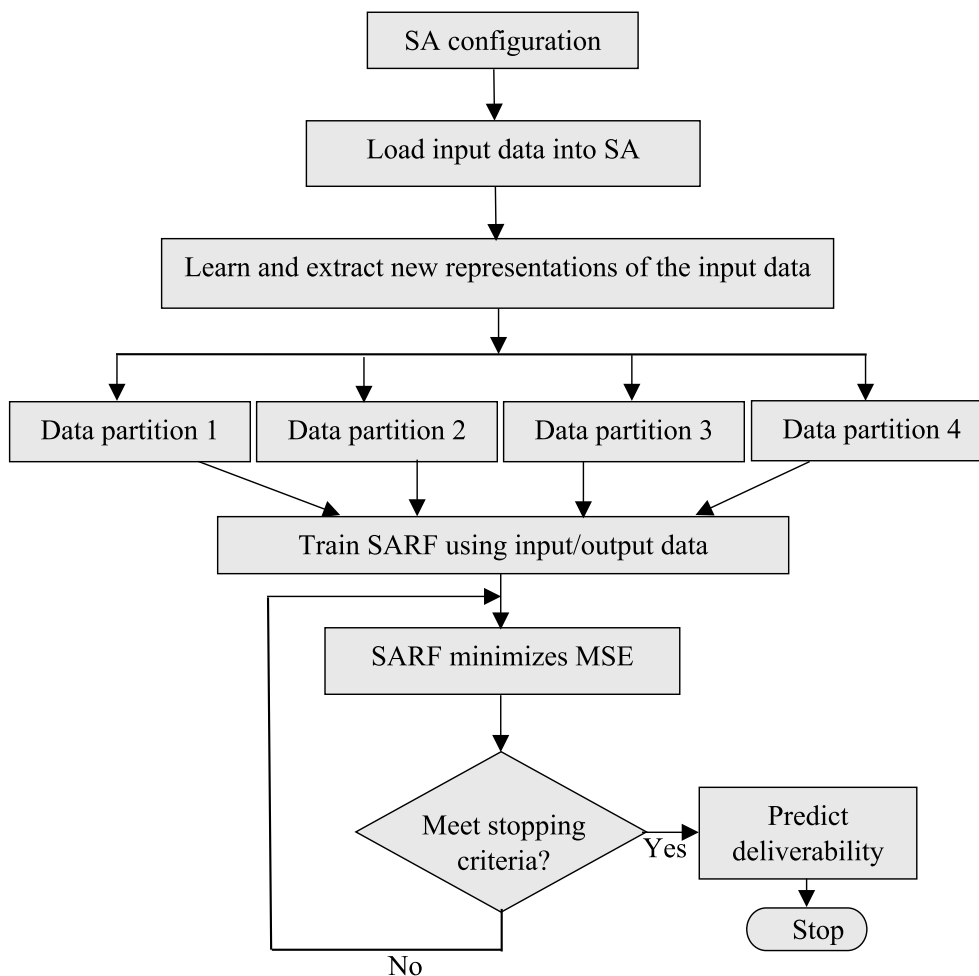 SA configuration
Load input data into SA
Learn and extract new representations of the input data
Data partition 1
Data partition 2
Data partition 3
Data partition 4
Train SARF using input/output data
SARF minimizes MSE
Meet stopping
criteria?
Yes
Predict
deliverability
Stop
No